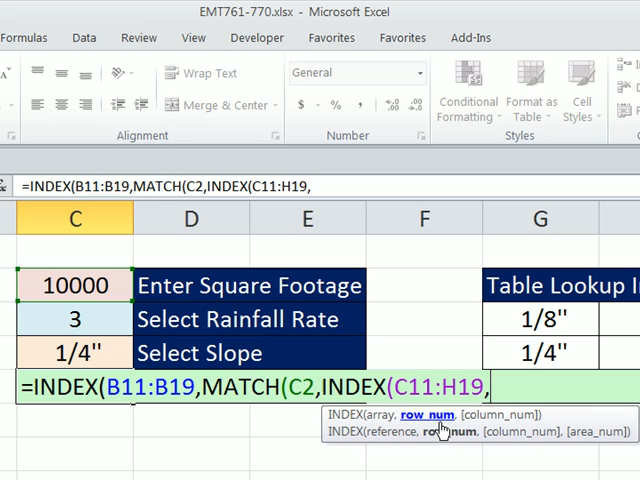 EMT761-770.xlsx - Microsoft Excel
Formulas Data Review View Developer Favorites Favorites Add-Ins
Wrap Text General
Merge & Center $ % , Conditional Formatting Format as Table Cell Styles
Alignment Number Styles
=INDEX(B11:B19,MATCH(C2,INDEX(C11:H19,
C D E F G
10000 Enter Square Footage Table Lookup
3 Select Rainfall Rate 1/8"
1/4" Select Slope 1/4"
=INDEX(B11:B19,MATCH(C2,INDEX(C11:H19,
INDEX(array, row_num, [column_num])
INDEX(reference, row_num, [column_num], [area_num])